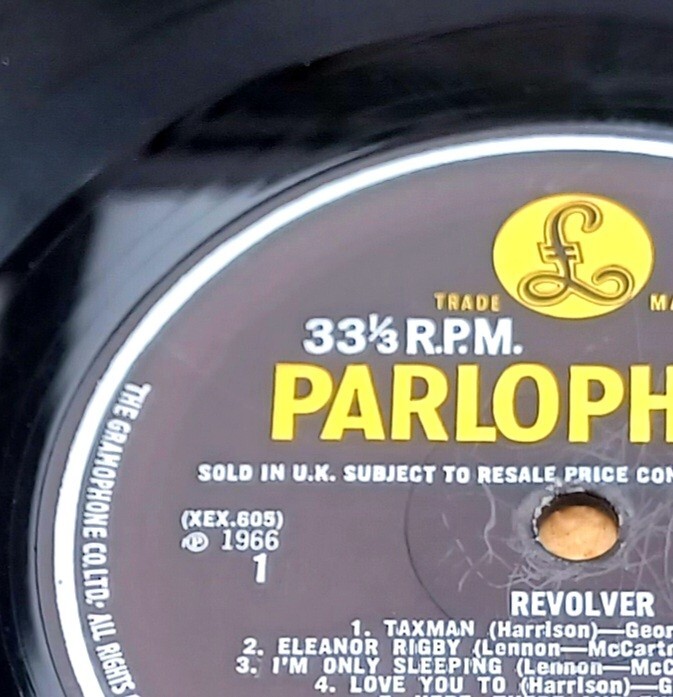 £
TRADE MA
33⅓ R.P.M.
PARLOPH
SOLD IN U.K. SUBJECT TO RESALE PRICE CON
(XEX.605)
℗ 1966
1
THE GRAMOPHONE CO. LTD. ALL RIGHTS
REVOLVER
1. TAXMAN (Harrison)—Geor
2. ELEANOR RIGBY (Lennon—McCartn
3. I'M ONLY SLEEPING (Lennon—McC
4. LOVE YOU TO (Harrison)—G